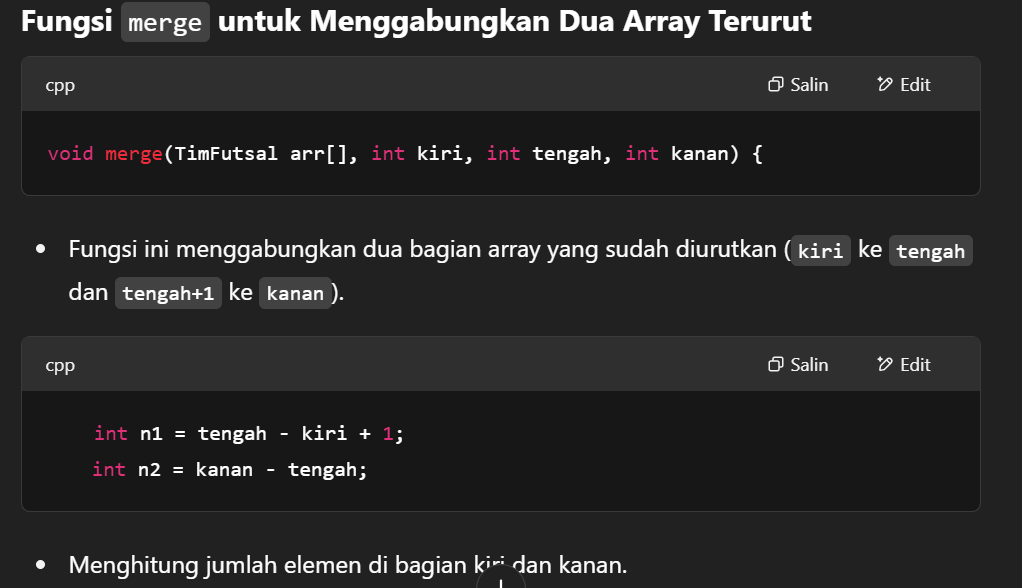 Fungsi merge untuk Menggabungkan Dua Array Terurut
cpp Salin Edit
void merge(TimFutsal arr[], int kiri, int tengah, int kanan) {
• Fungsi ini menggabungkan dua bagian array yang sudah diurutkan ( kiri ke tengah
dan tengah+1 ke kanan ).
cpp Salin Edit
int n1 = tengah - kiri + 1;
int n2 = kanan - tengah;
• Menghitung jumlah elemen di bagian kiri dan kanan.